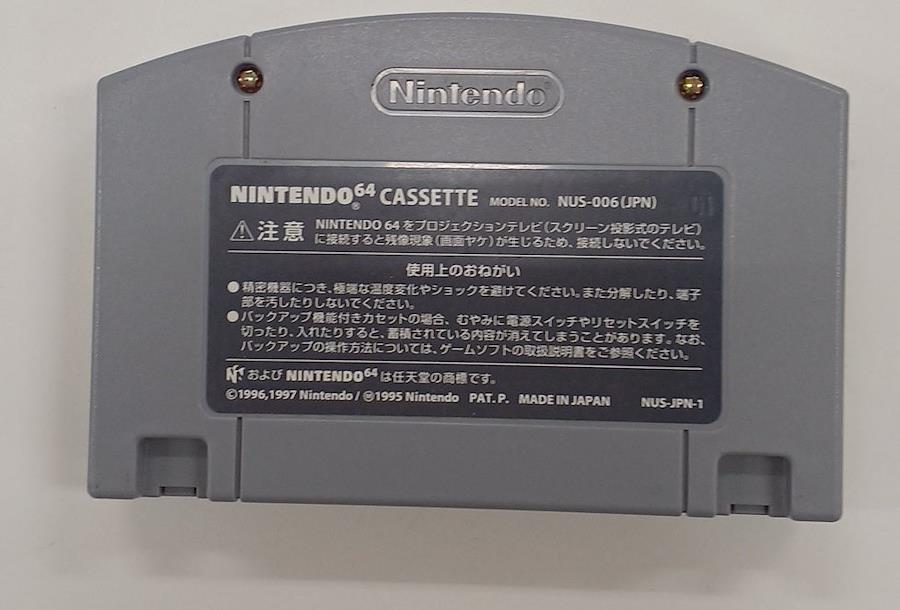 Nintendo
NINTENDO®64 CASSETTE MODEL NO. NUS-006(JPN)
⚠注意 NINTENDO 64をプロジェクションテレビ(スクリーン投影式のテレビ)
に接続すると残像現象(画面ヤケ)が生じるため、接続しないでください。
使用上のおねがい
●精密機器につき、極端な温度変化やショックを避けてください。また分解したり、端子
部を汚したりしないでください。
●バックアップ機能付きカセットの場合、むやみに電源スイッチやリセットスイッチを
切ったり、入れたりすると、蓄積されている内容が消えてしまうことがあります。なお、
バックアップの操作方法については、ゲームソフトの取扱説明書をご参照ください。
および NINTENDO64 は任天堂の商標です。
©1996,1997 Nintendo/Ⓜ1995 Nintendo PAT. P. MADE IN JAPAN NUS-JPN-1